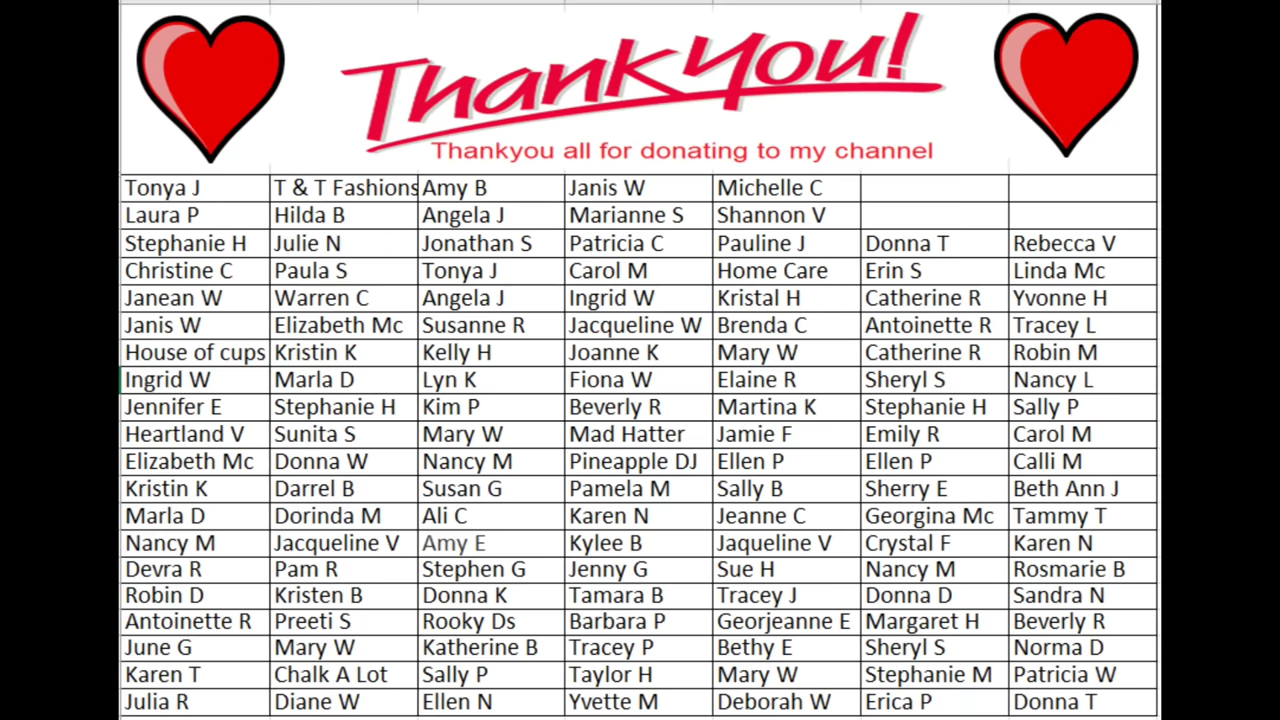 Thank You!
Thankyou all for donating to my channel
Tonya J T & T Fashions Amy B Janis W Michelle C
Laura P Hilda B Angela J Marianne S Shannon V
Stephanie H Julie N Jonathan S Patricia C Pauline J Donna T Rebecca V
Christine C Paula S Tonya J Carol M Home Care Erin S Linda Mc
Janean W Warren C Angela J Ingrid W Kristal H Catherine R Yvonne H
Janis W Elizabeth Mc Susanne R Jacqueline W Brenda C Antoinette R Tracey L
House of cups Kristin K Kelly H Joanne K Mary W Catherine R Robin M
Ingrid W Marla D Lyn K Fiona W Elaine R Sheryl S Nancy L
Jennifer E Stephanie H Kim P Beverly R Martina K Stephanie H Sally P
Heartland V Sunita S Mary W Mad Hatter Jamie F Emily R Carol M
Elizabeth Mc Donna W Nancy M Pineapple DJ Ellen P Ellen P Calli M
Kristin K Darrel B Susan G Pamela M Sally B Sherry E Beth Ann J
Marla D Dorinda M Ali C Karen N Jeanne C Georgina Mc Tammy T
Nancy M Jacqueline V Amy E Kylee B Jaqueline V Crystal F Karen N
Devra R Pam R Stephen G Jenny G Sue H Nancy M Rosmarie B
Robin D Kristen B Donna K Tamara B Tracey J Donna D Sandra N
Antoinette R Preeti S Rooky Ds Barbara P Georjeanne E Margaret H Beverly R
June G Mary W Katherine B Tracey P Bethy E Sheryl S Norma D
Karen T Chalk A Lot Sally P Taylor H Mary W Stephanie M Patricia W
Julia R Diane W Ellen N Yvette M Deborah W Erica P Donna T